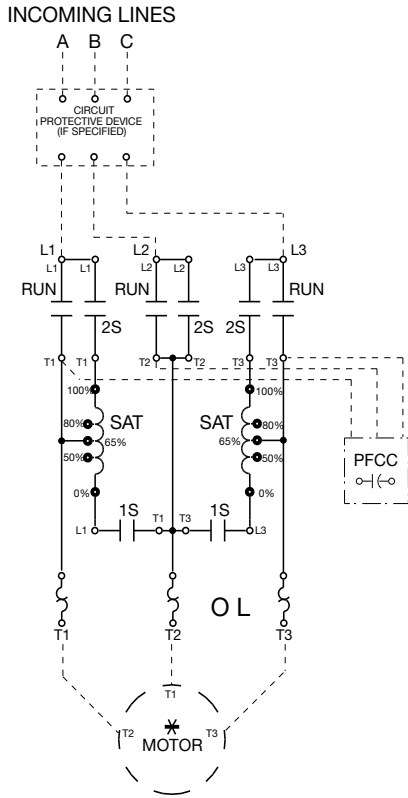 INCOMING LINES
A B C
CIRCUIT
PROTECTIVE DEVICE
(IF SPECIFIED)
L1 L2 L3
L1 L1 L2 L2 L3 L3
RUN RUN RUN
2S 2S 2S
T1 T1 T2 T2 T3 T3
100% 100%
80% SAT SAT 80%
65% 65%
50% 50%
PFCC
0% 0%
1S 1S
L1 T1 T3 L3
O L
T1 T2 T3
T1
T2 T3
MOTOR